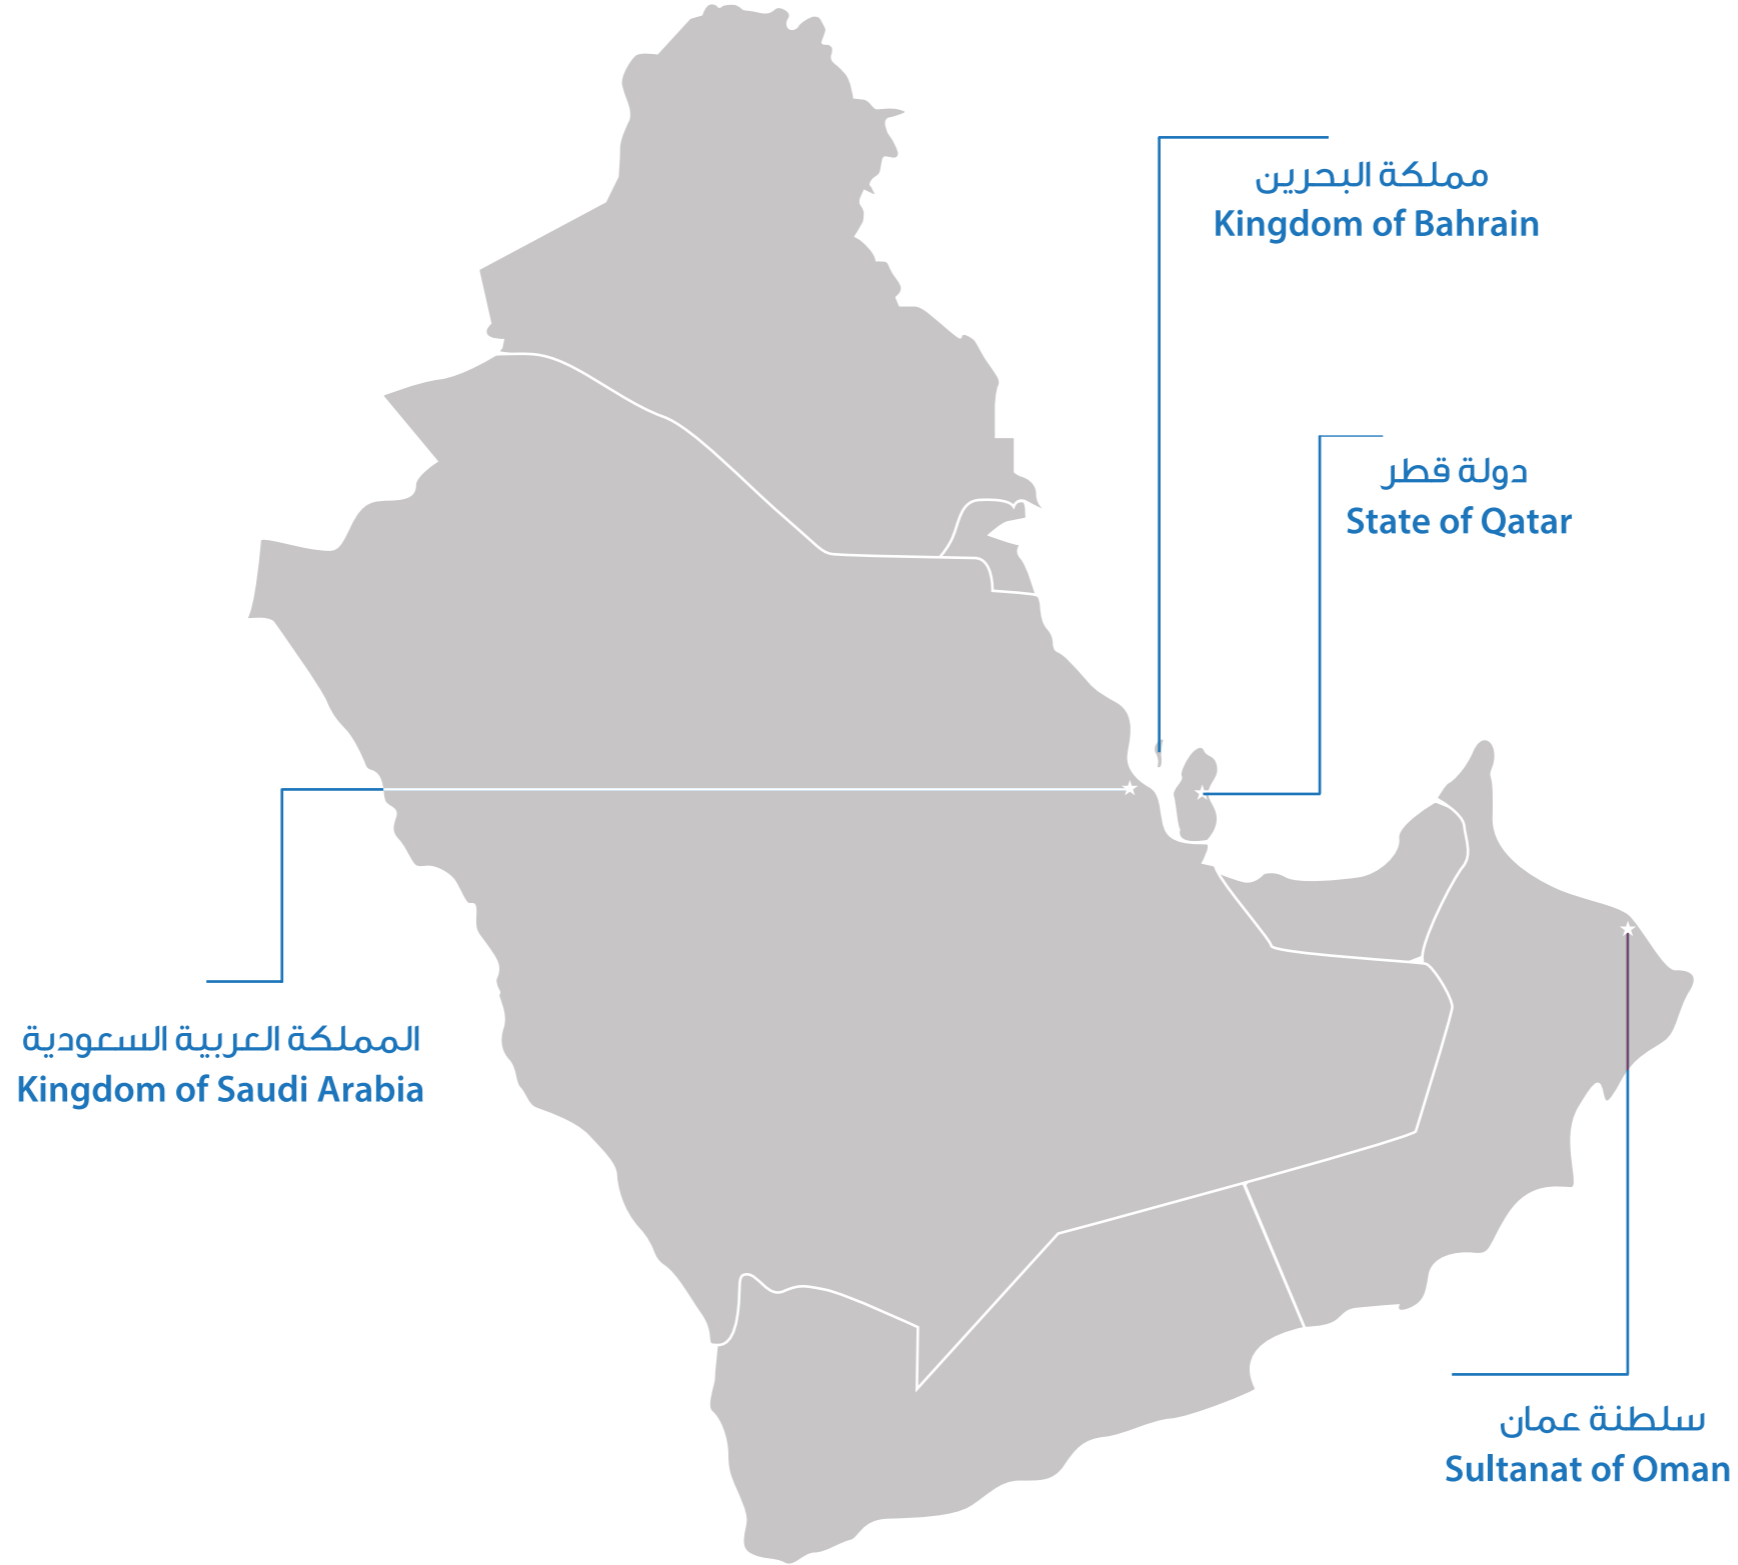 مملكة البحرين
Kingdom of Bahrain
دولة قطر
State of Qatar
المملكة العربية السعودية
Kingdom of Saudi Arabia
سلطنة عمان
Sultanat of Oman